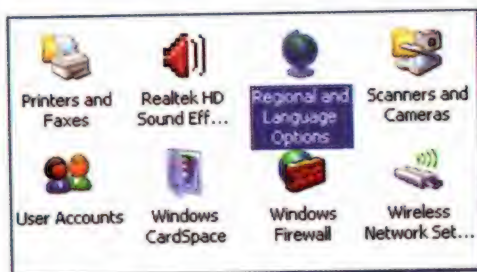 Printers and Faxes
Realtek HD Sound Eff...
Regional and Language Options
Scanners and Cameras
User Accounts
Windows CardSpace
Windows Firewall
Wireless Network Set...